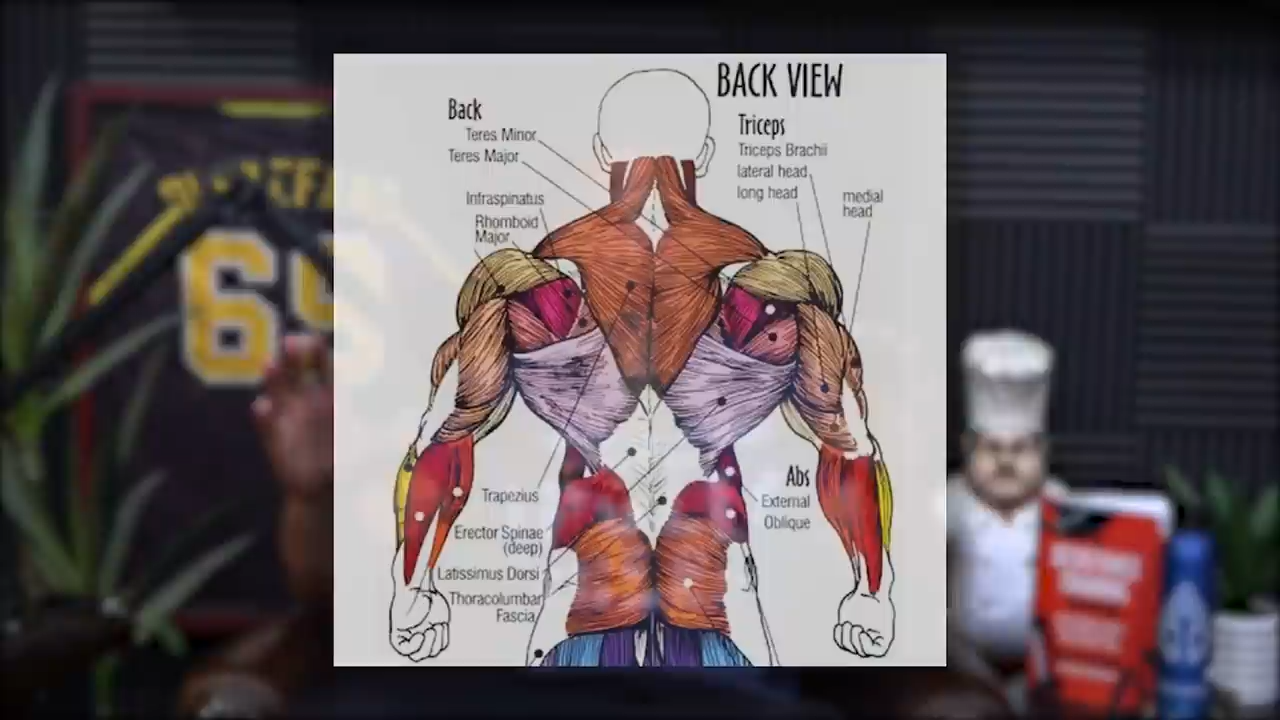 BACK VIEW
Back
Teres Minor
Teres Major
Infraspinatus
Rhomboid
Major
Trapezius
Erector Spinae
(deep)
Latissimus Dorsi
Thoracolumbar
Fascia
Triceps
Triceps Brachii
lateral head
long head
medial
head
Abs
External
Oblique